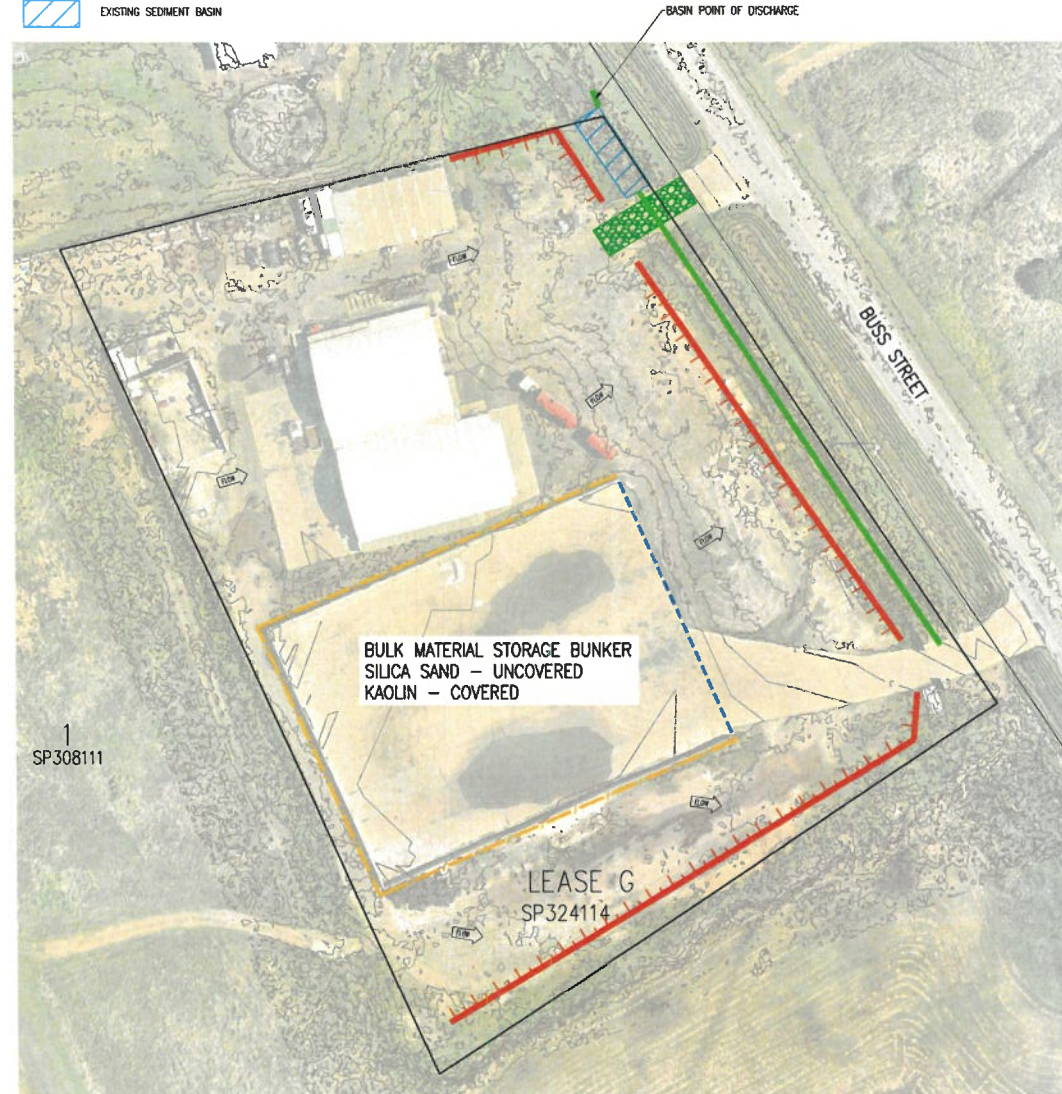 EXISTING SEDIMENT BASIN
BASIN POINT OF DISCHARGE
FLOW
BUSS STREET
FLOW
FLOW
FLOW
BULK MATERIAL STORAGE BUNKER
SILICA SAND – UNCOVERED
KAOLIN – COVERED
1
SP308111
FLOW
LEASE G
SP324114
FLOW